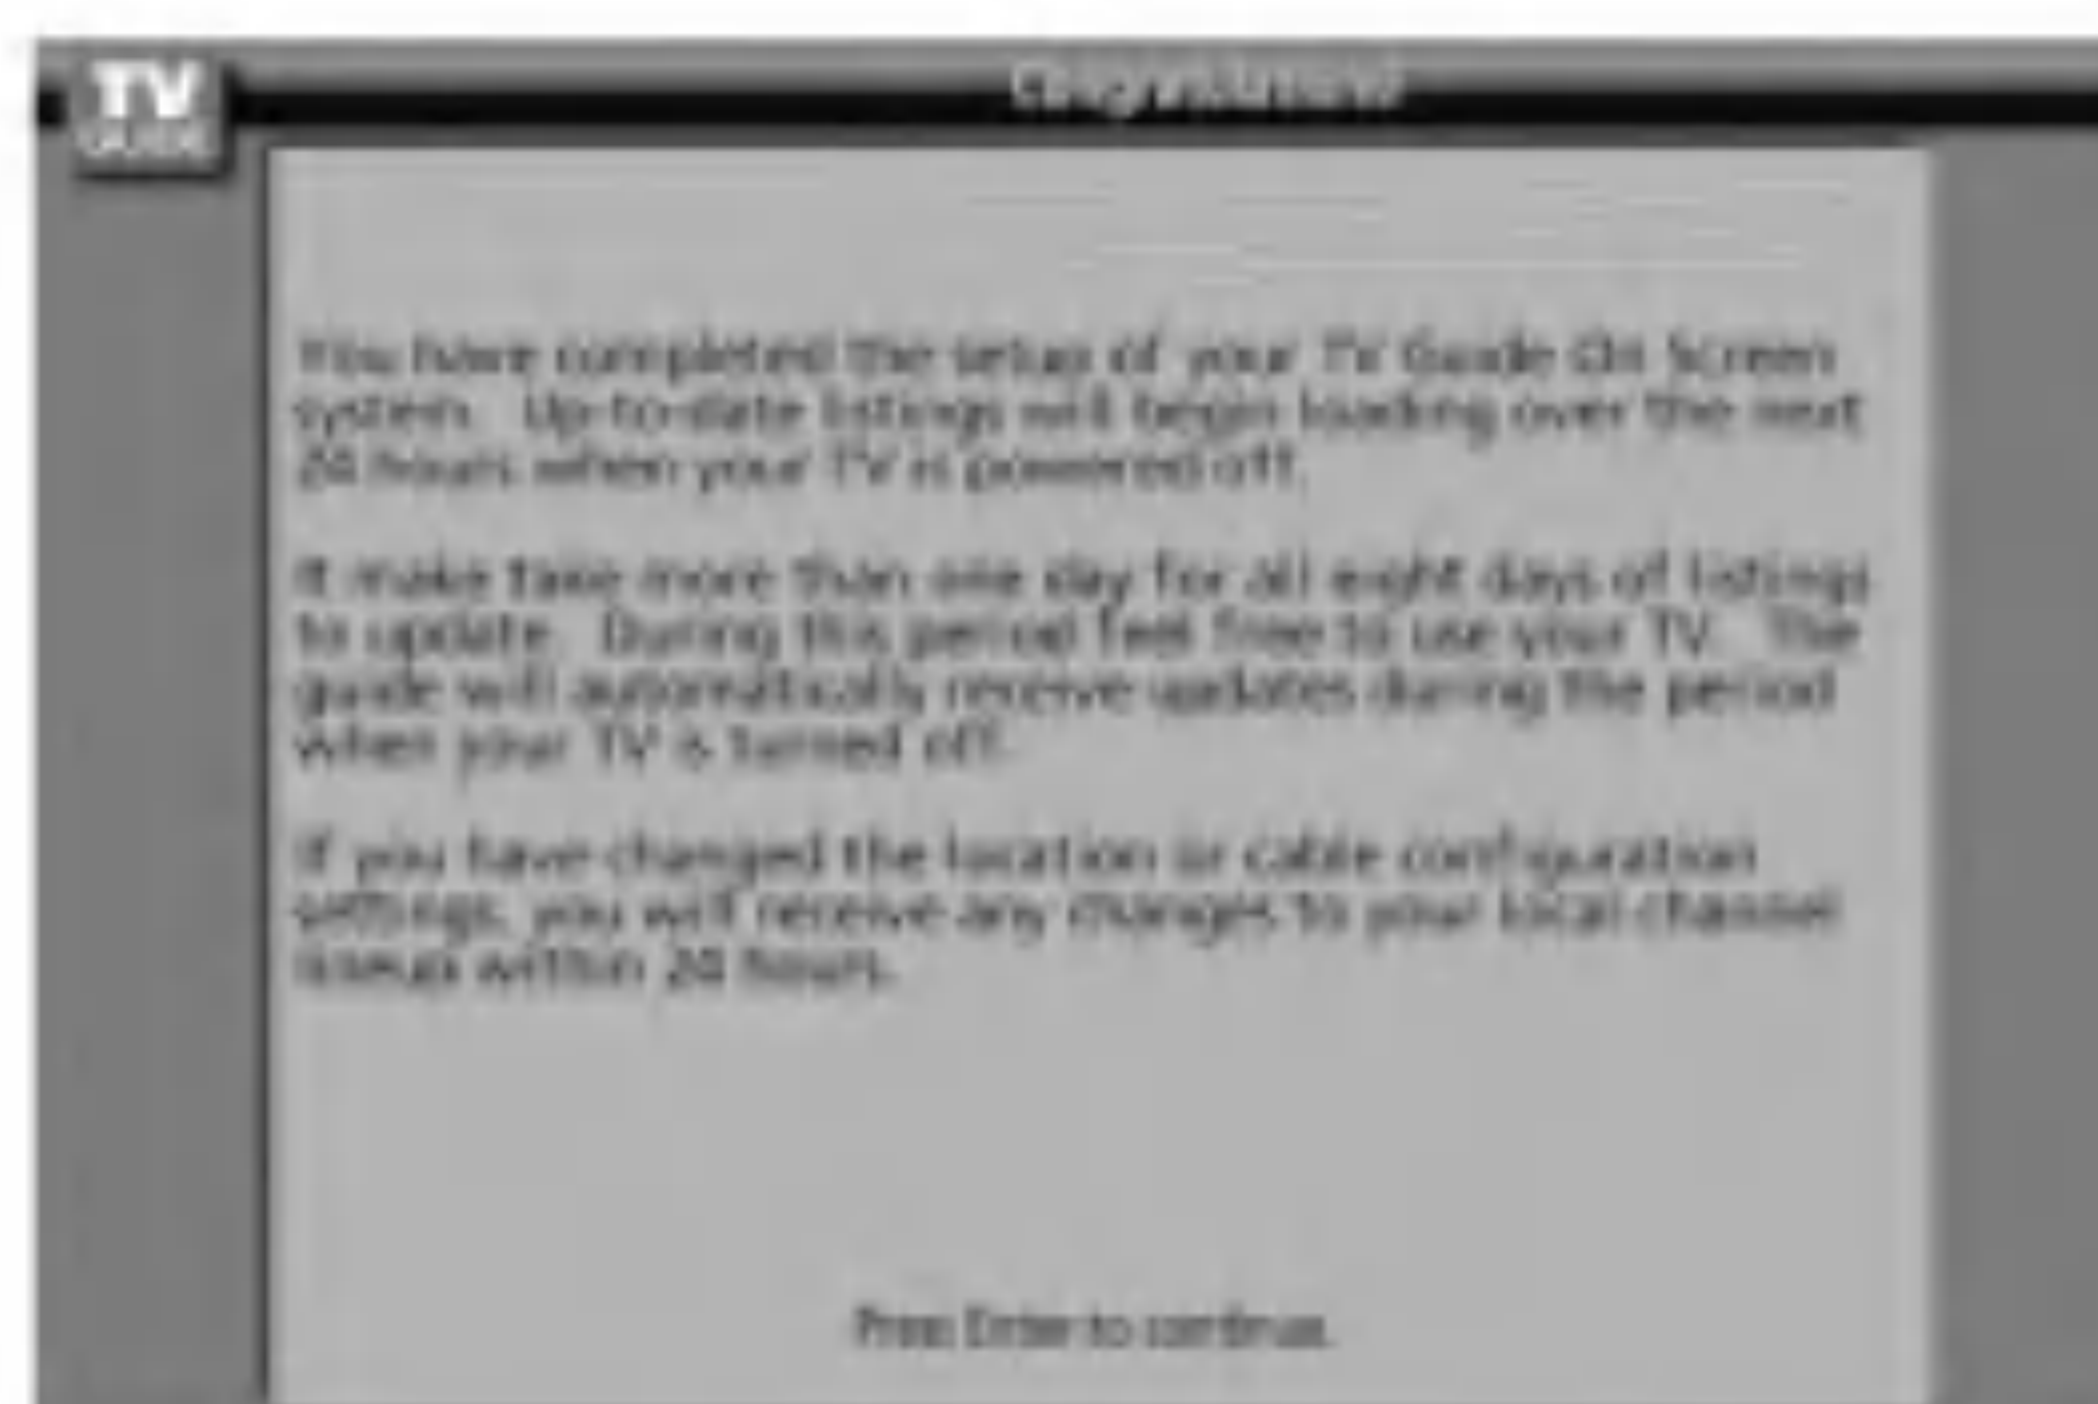 TV
GUIDE
You have completed the setup of your TV Guide On Screen
system. Up-to-date listings will begin loading over the next
24 hours when your TV is powered off.
It make take more than one day for all eight days of listings
to update. During this period feel free to use your TV. The
guide will automatically receive updates during the period
when your TV is turned off.
If you have changed the location or cable configuration
settings, you will receive any changes to your local channel
lineup within 24 hours.
Press Enter to continue.